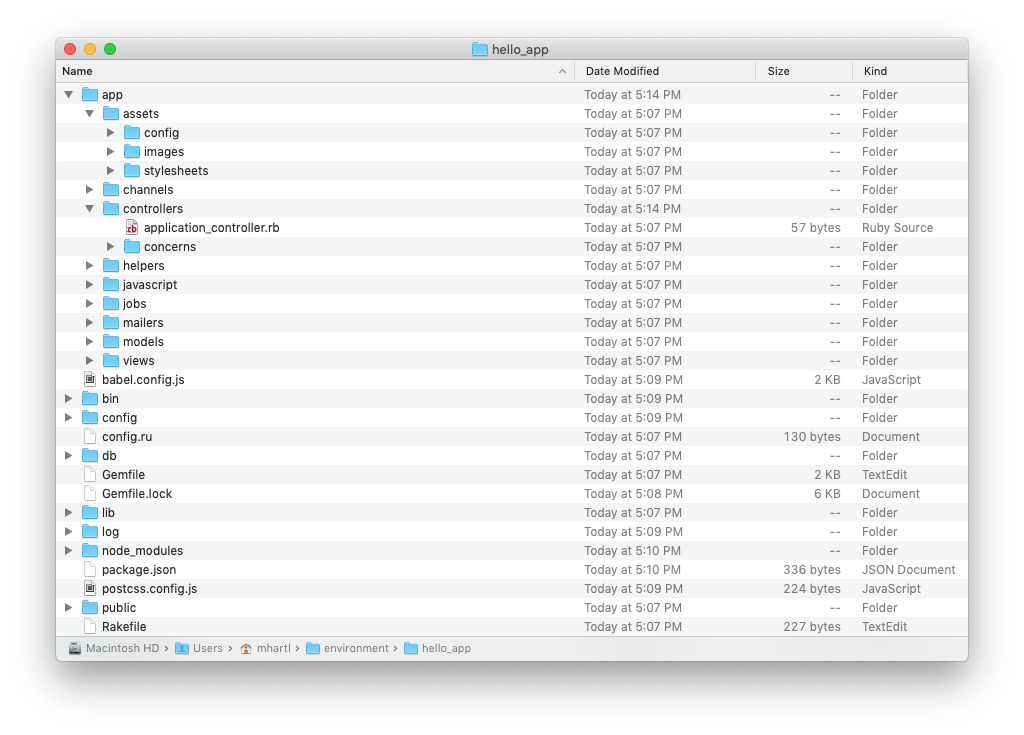 hello_app
Name Date Modified Size Kind
app Today at 5:14 PM -- Folder
assets Today at 5:07 PM -- Folder
config Today at 5:07 PM -- Folder
images Today at 5:07 PM -- Folder
stylesheets Today at 5:07 PM -- Folder
channels Today at 5:07 PM -- Folder
controllers Today at 5:14 PM -- Folder
rb application_controller.rb Today at 5:07 PM 57 bytes Ruby Source
concerns Today at 5:07 PM -- Folder
helpers Today at 5:07 PM -- Folder
javascript Today at 5:07 PM -- Folder
jobs Today at 5:07 PM -- Folder
mailers Today at 5:07 PM -- Folder
models Today at 5:07 PM -- Folder
views Today at 5:07 PM -- Folder
babel.config.js Today at 5:09 PM 2 KB JavaScript
bin Today at 5:09 PM -- Folder
config Today at 5:09 PM -- Folder
config.ru Today at 5:07 PM 130 bytes Document
db Today at 5:07 PM -- Folder
Gemfile Today at 5:07 PM 2 KB TextEdit
Gemfile.lock Today at 5:08 PM 6 KB Document
lib Today at 5:07 PM -- Folder
log Today at 5:09 PM -- Folder
node_modules Today at 5:10 PM -- Folder
package.json Today at 5:10 PM 336 bytes JSON Document
postcss.config.js Today at 5:09 PM 224 bytes JavaScript
public Today at 5:07 PM -- Folder
Rakefile Today at 5:07 PM 227 bytes TextEdit
Macintosh HD › Users › mhartl › environment › hello_app